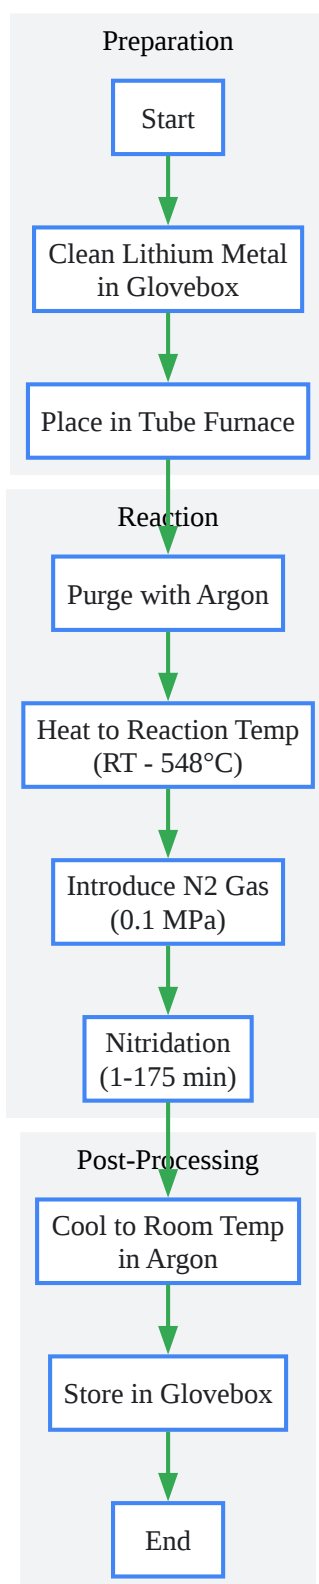 Preparation
Start
Clean Lithium Metal
in Glovebox
Place in Tube Furnace
Reaction
Purge with Argon
Heat to Reaction Temp
(RT - 548°C)
Introduce N2 Gas
(0.1 MPa)
Nitridation
(1-175 min)
Post-Processing
Cool to Room Temp
in Argon
Store in Glovebox
End